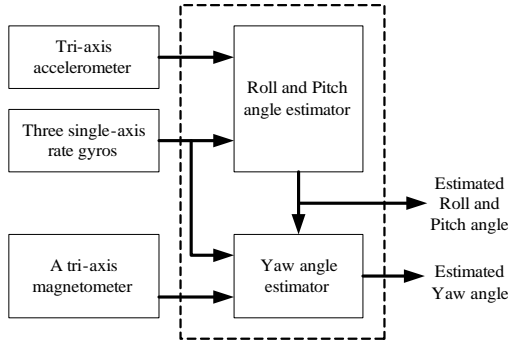 Tri-axis
accelerometer
Roll and Pitch
angle estimator
Three single-axis
rate gyros
Estimated
Roll and
Pitch angle
A tri-axis
magnetometer
Yaw angle
estimator
Estimated
Yaw angle